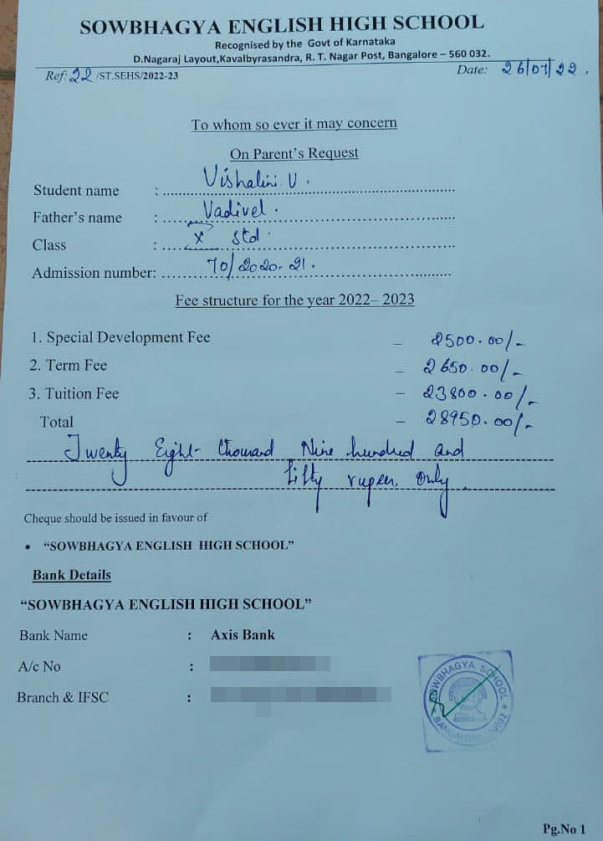 SOWBHAGYA ENGLISH HIGH SCHOOL
Recognised by the Govt of Karnataka
D.Nagaraj Layout,Kavalbyrasandra, R. T. Nagar Post, Bangalore – 560 032.
Ref: 22 /ST.SEHS/2022-23 Date: 26/07/22.
To whom so ever it may concern
On Parent's Request
Student name : Vishalini V.
Father's name : Vadivel.
Class : X Std.
Admission number: 70/2020-21.
Fee structure for the year 2022– 2023
1. Special Development Fee – 2500.00/-
2. Term Fee – 2650.00/-
3. Tuition Fee – 23800.00/-
Total – 28950.00/-
Twenty Eight thousand Nine hundred and
fifty rupees only.
Cheque should be issued in favour of
• “SOWBHAGYA ENGLISH HIGH SCHOOL”
Bank Details
“SOWBHAGYA ENGLISH HIGH SCHOOL”
Bank Name : Axis Bank
A/c No :
Branch & IFSC :
SOWBHAGYA SCHOOL
Pg.No 1